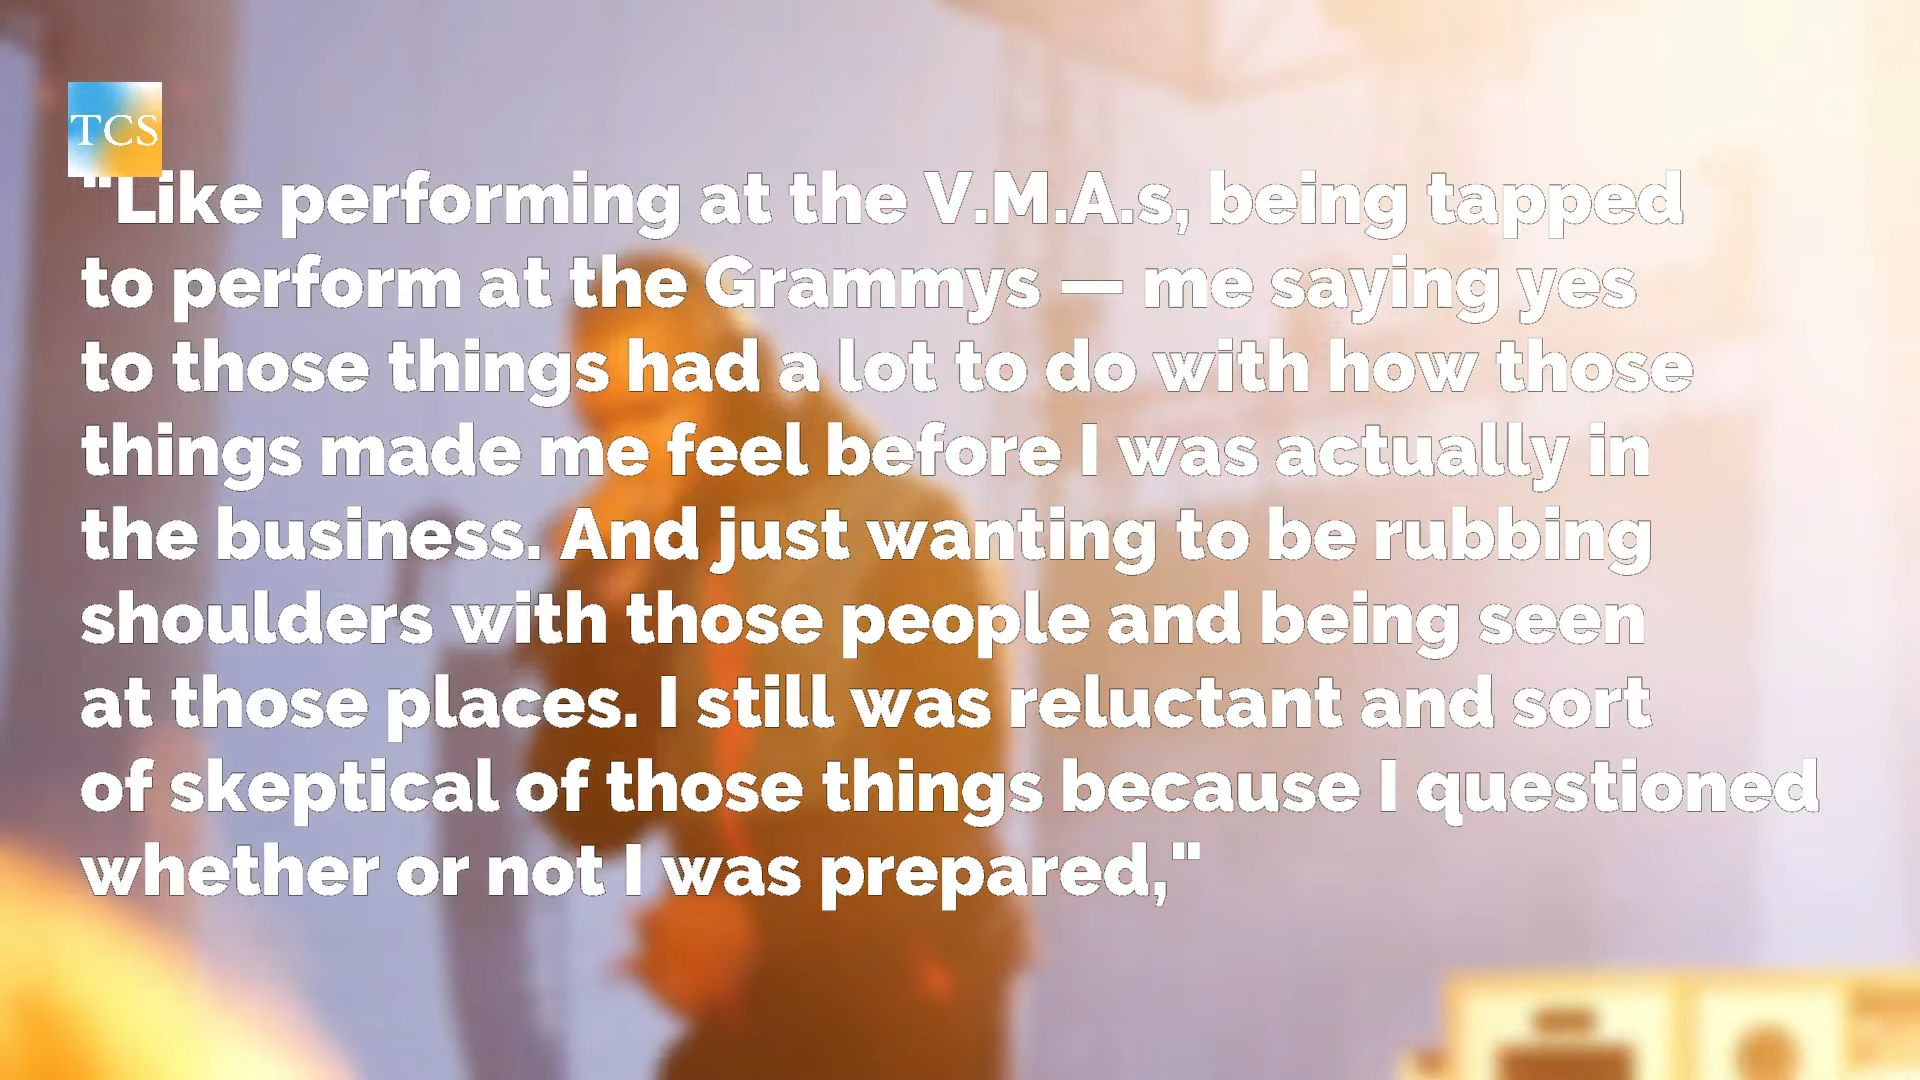 TCS
"Like performing at the V.M.A.s, being tapped
to perform at the Grammys — me saying yes
to those things had a lot to do with how those
things made me feel before I was actually in
the business. And just wanting to be rubbing
shoulders with those people and being seen
at those places. I still was reluctant and sort
of skeptical of those things because I questioned
whether or not I was prepared,"